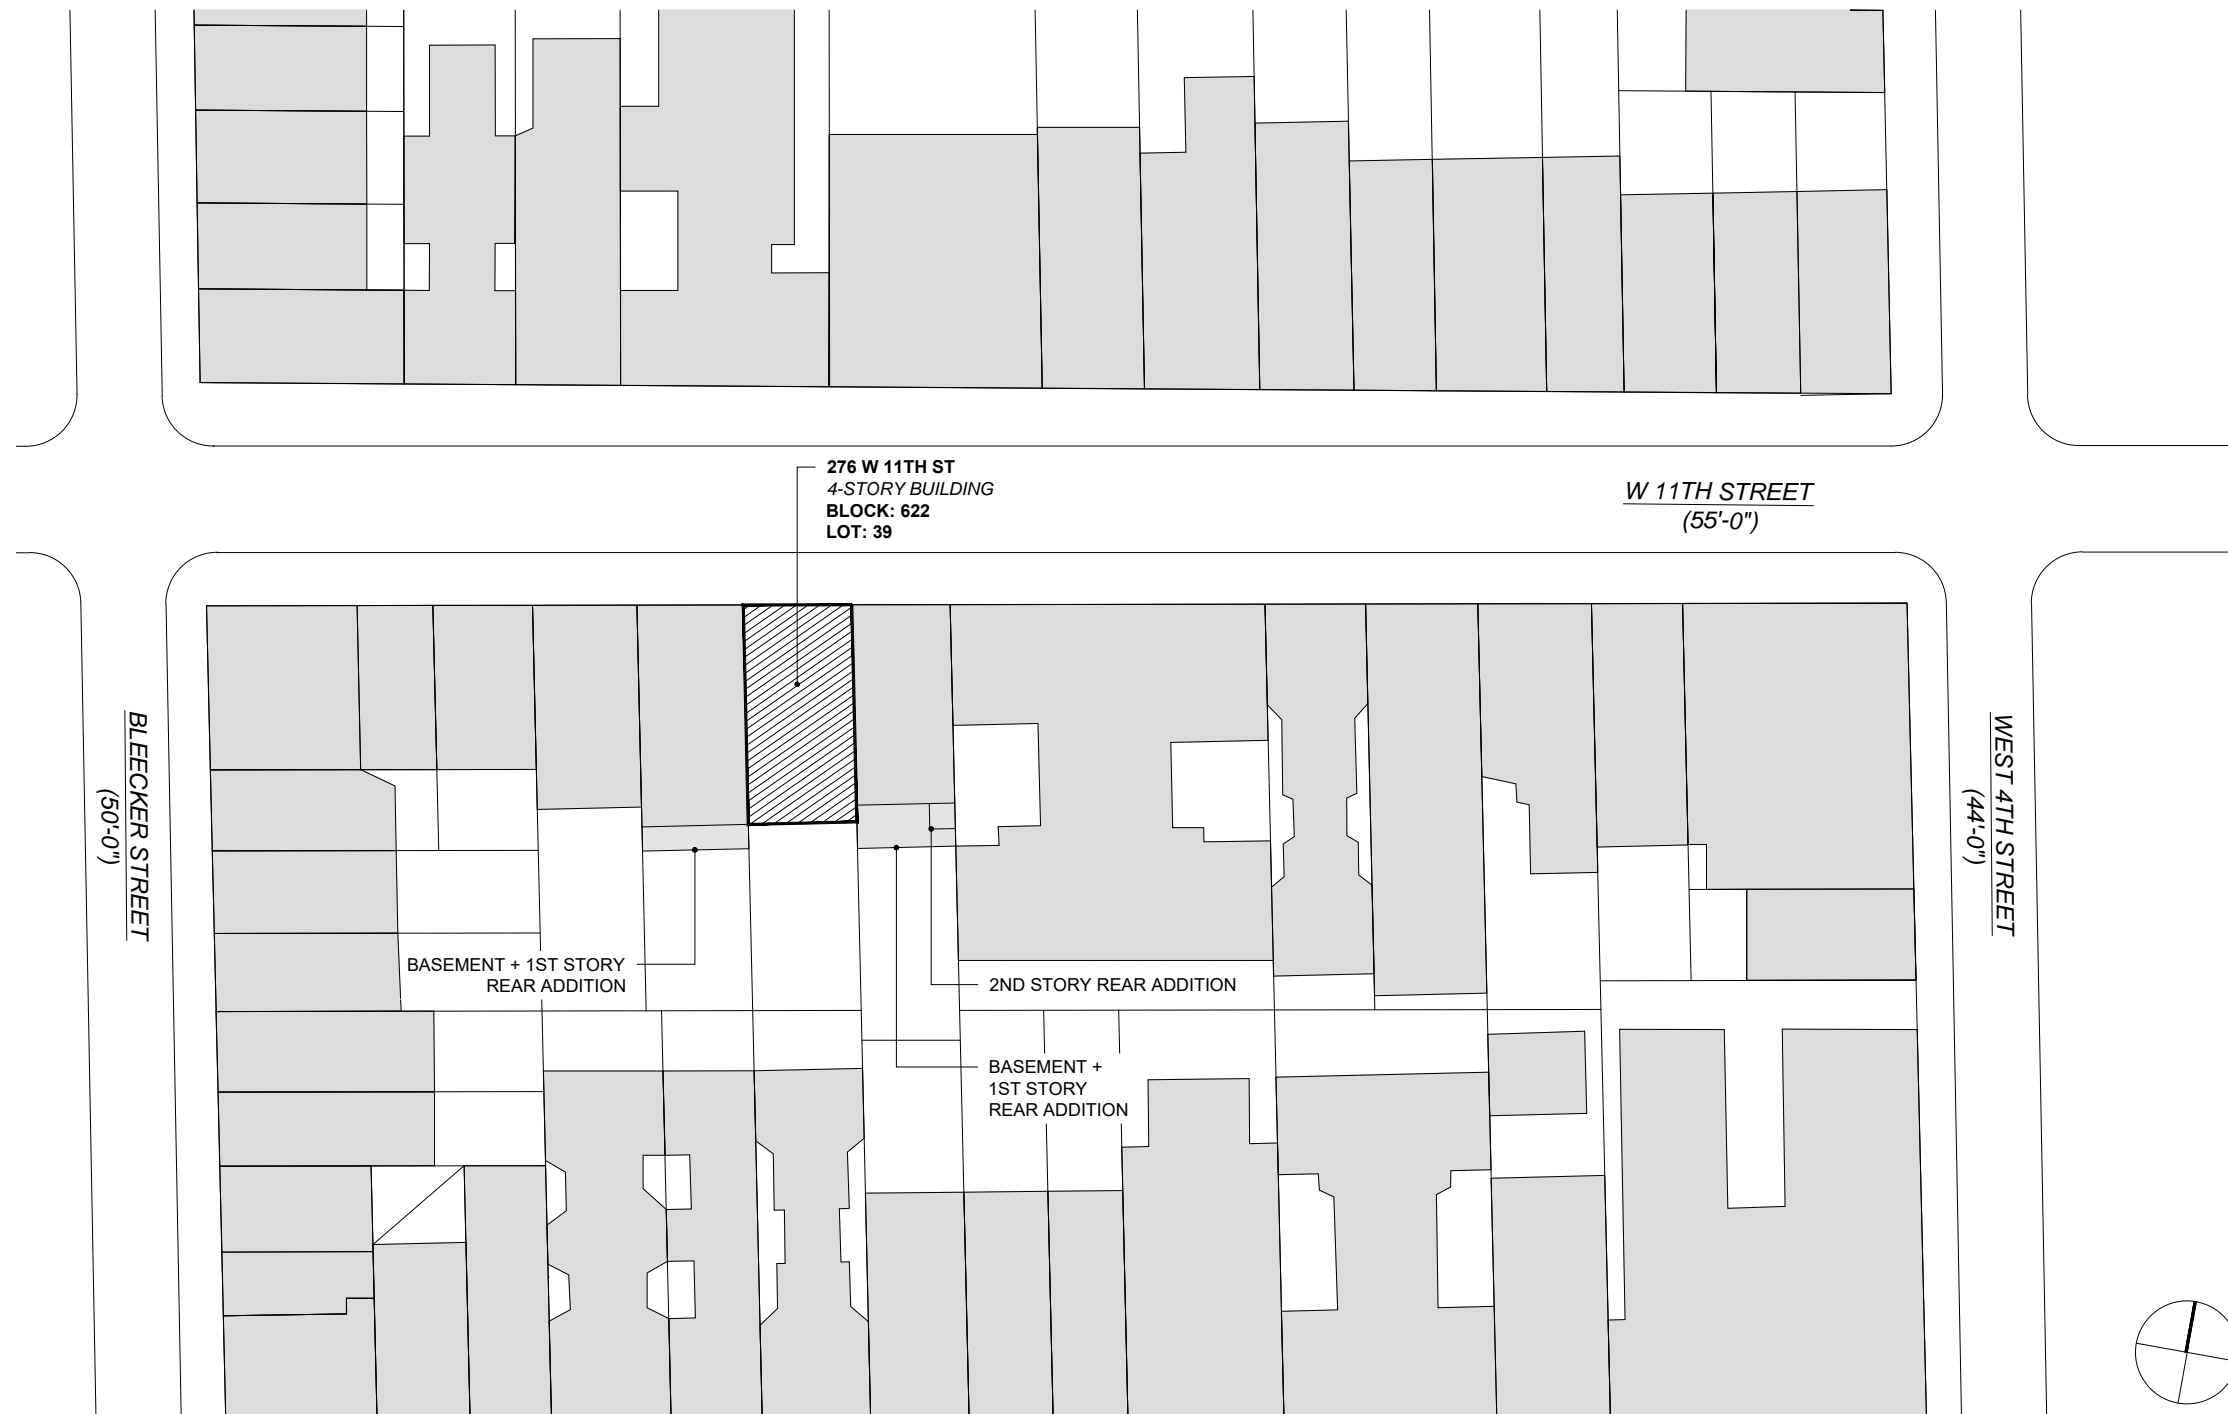 276 W 11TH ST
4-STORY BUILDING
BLOCK: 622
LOT: 39
W 11TH STREET
(55'-0")
BLEECKER STREET
(50'-0")
WEST 4TH STREET
(44'-0")
BASEMENT + 1ST STORY
REAR ADDITION
2ND STORY REAR ADDITION
BASEMENT +
1ST STORY
REAR ADDITION